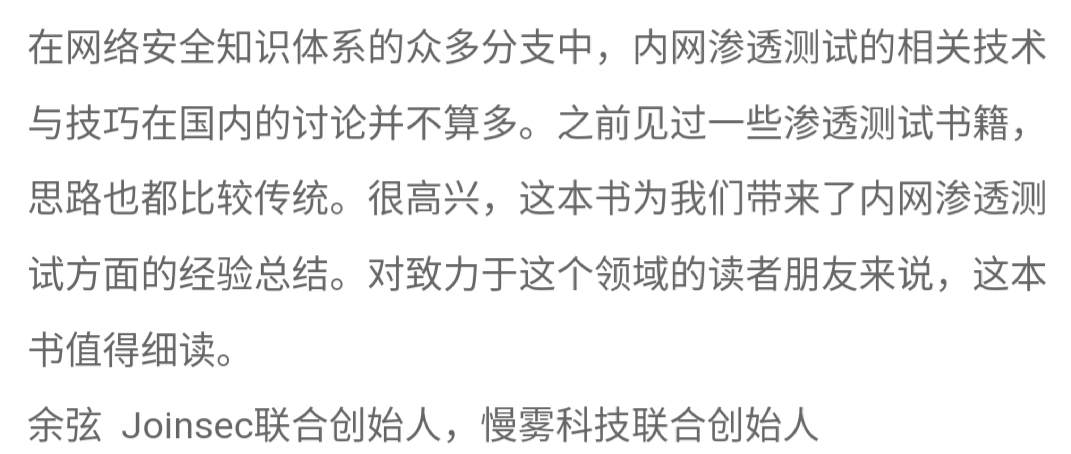 在网络安全知识体系的众多分支中，内网渗透测试的相关技术
与技巧在国内的讨论并不算多。之前见过一些渗透测试书籍，
思路也都比较传统。很高兴，这本书为我们带来了内网渗透测
试方面的经验总结。对致力于这个领域的读者朋友来说，这本
书值得细读。
余弦 Joinsec联合创始人，慢雾科技联合创始人